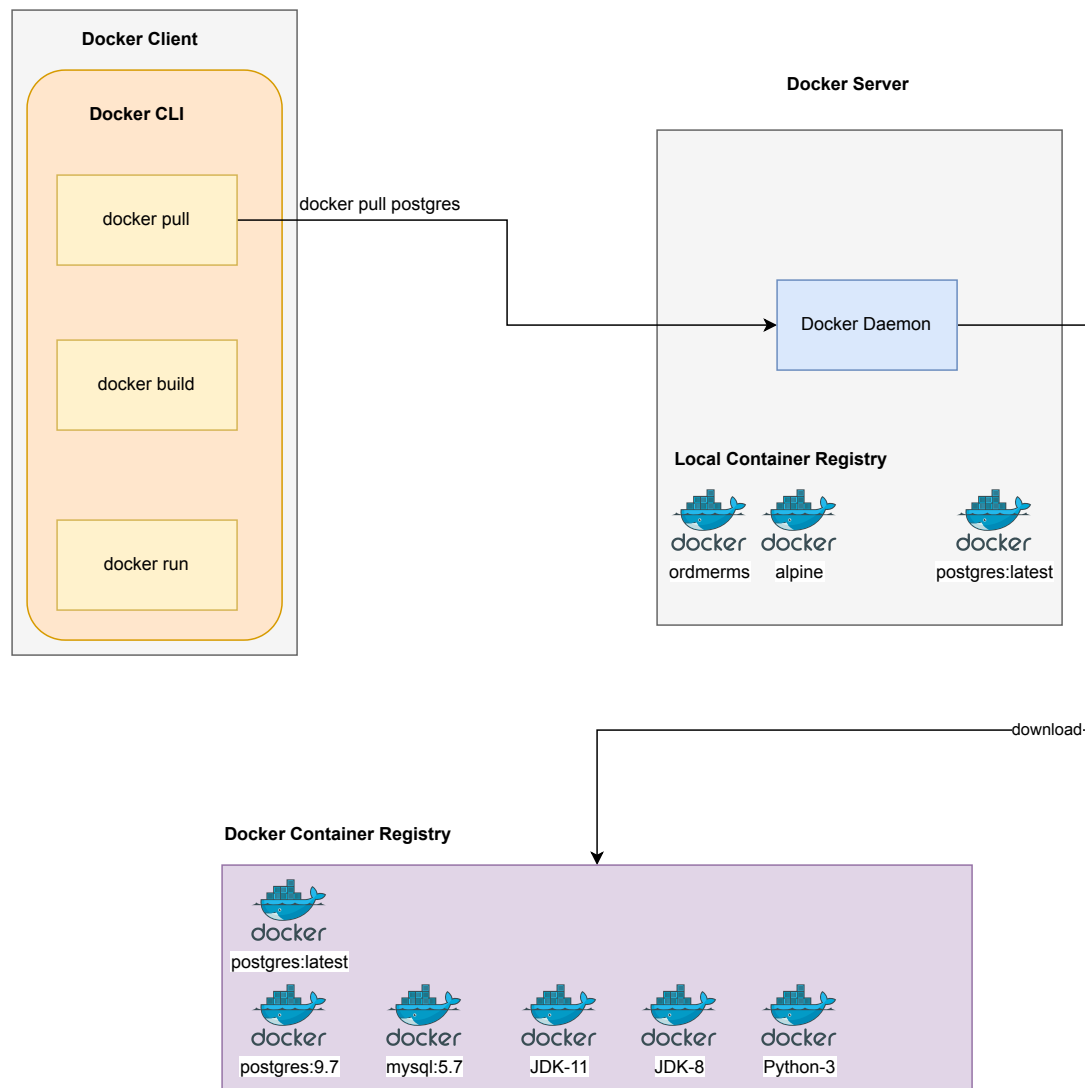 Docker Client
Docker CLI
docker pull
docker build
docker run
docker pull postgres
Docker Server
Docker Daemon
Local Container Registry
docker
ordmerms
docker
alpine
docker
postgres:latest
download
Docker Container Registry
docker
postgres:latest
docker
postgres:9.7
docker
mysql:5.7
docker
JDK-11
docker
JDK-8
docker
Python-3